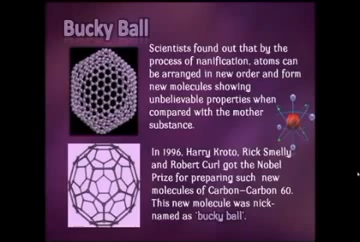 Bucky Ball
Scientists found out that by the
process of nanification, atoms can
be arranged in new order and form
new molecules showing
unbelievable properties when
compared with the mother
substance.
In 1996, Harry Kroto, Rick Smelly
and Robert Curl got the Nobel
Prize for preparing such new
molecules of Carbon-Carbon 60.
This new molecule was nick-
named as 'bucky ball'.